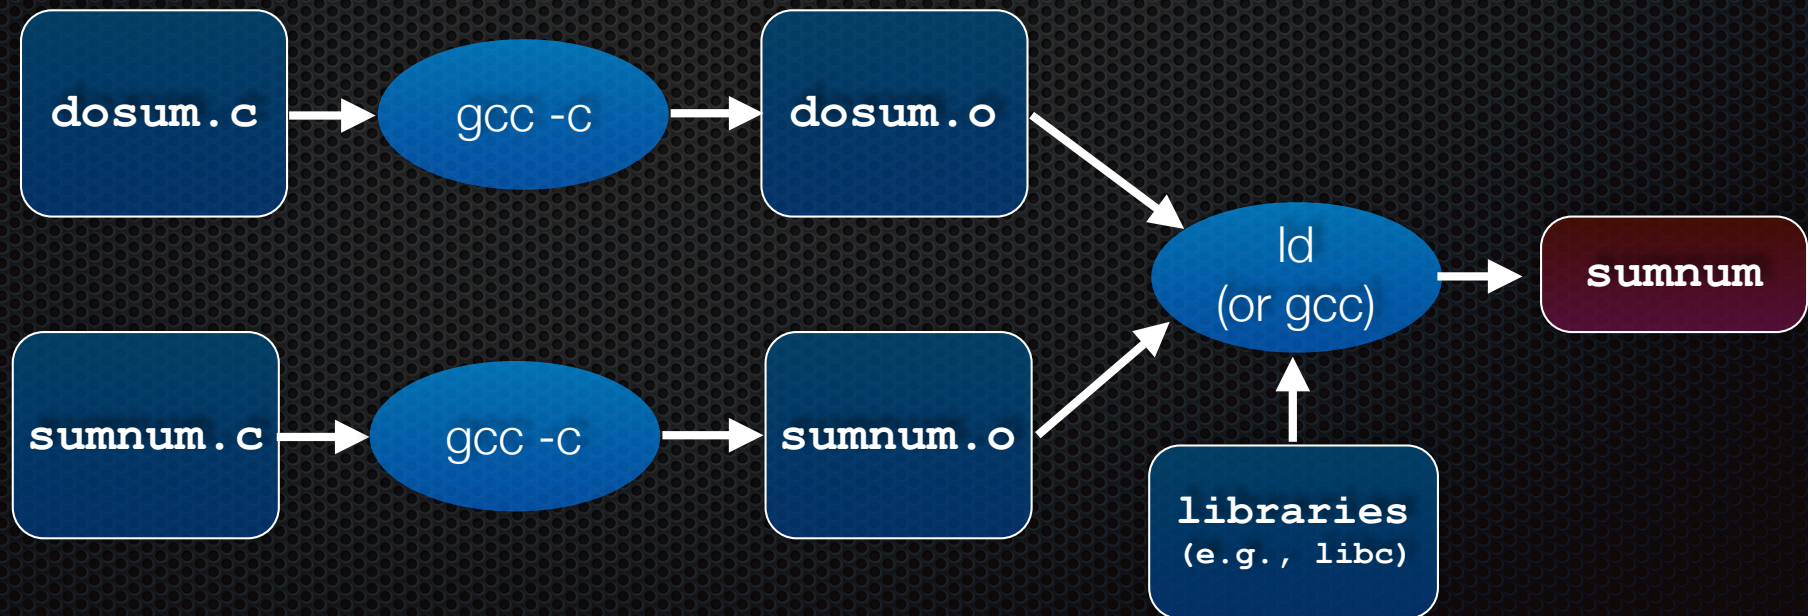 dosum.c
gcc -c
dosum.o
sumnum.c
gcc -c
sumnum.o
ld
(or gcc)
libraries
(e.g., libc)
sumnum